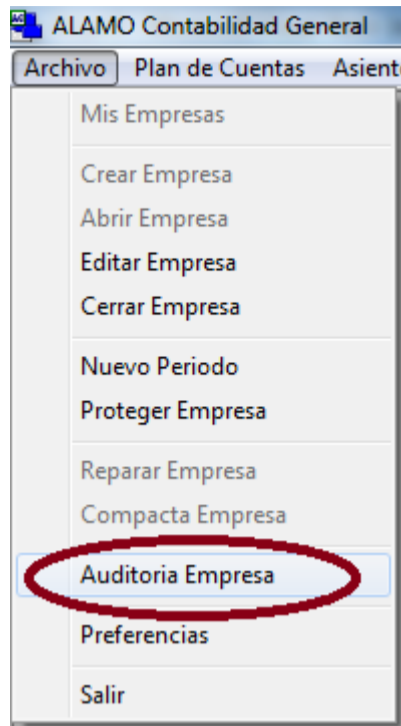 ALAMO Contabilidad General
Archivo Plan de Cuentas Asient
Mis Empresas
Crear Empresa
Abrir Empresa
Editar Empresa
Cerrar Empresa
Nuevo Periodo
Proteger Empresa
Reparar Empresa
Compacta Empresa
Auditoria Empresa
Preferencias
Salir